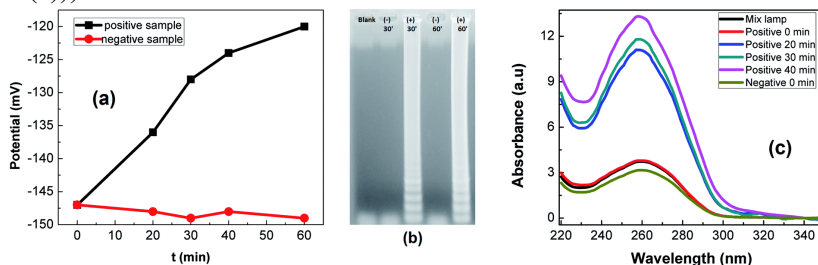 positive sample
negative sample
(a)
-120
-125
-130
-135
-140
-145
-150
Potential (mV)
0 10 20 30 40 50 60
t (min)
Blank (-) (+) (-) (+)
30' 30' 60' 60'
(b)
Mix lamp
Positive 0 min
Positive 20 min
Positive 30 min
Positive 40 min
Negative 0 min
(c)
12
9
6
3
0
Absorbance (a.u)
220 240 260 280 300 320 340
Wavelength (nm)